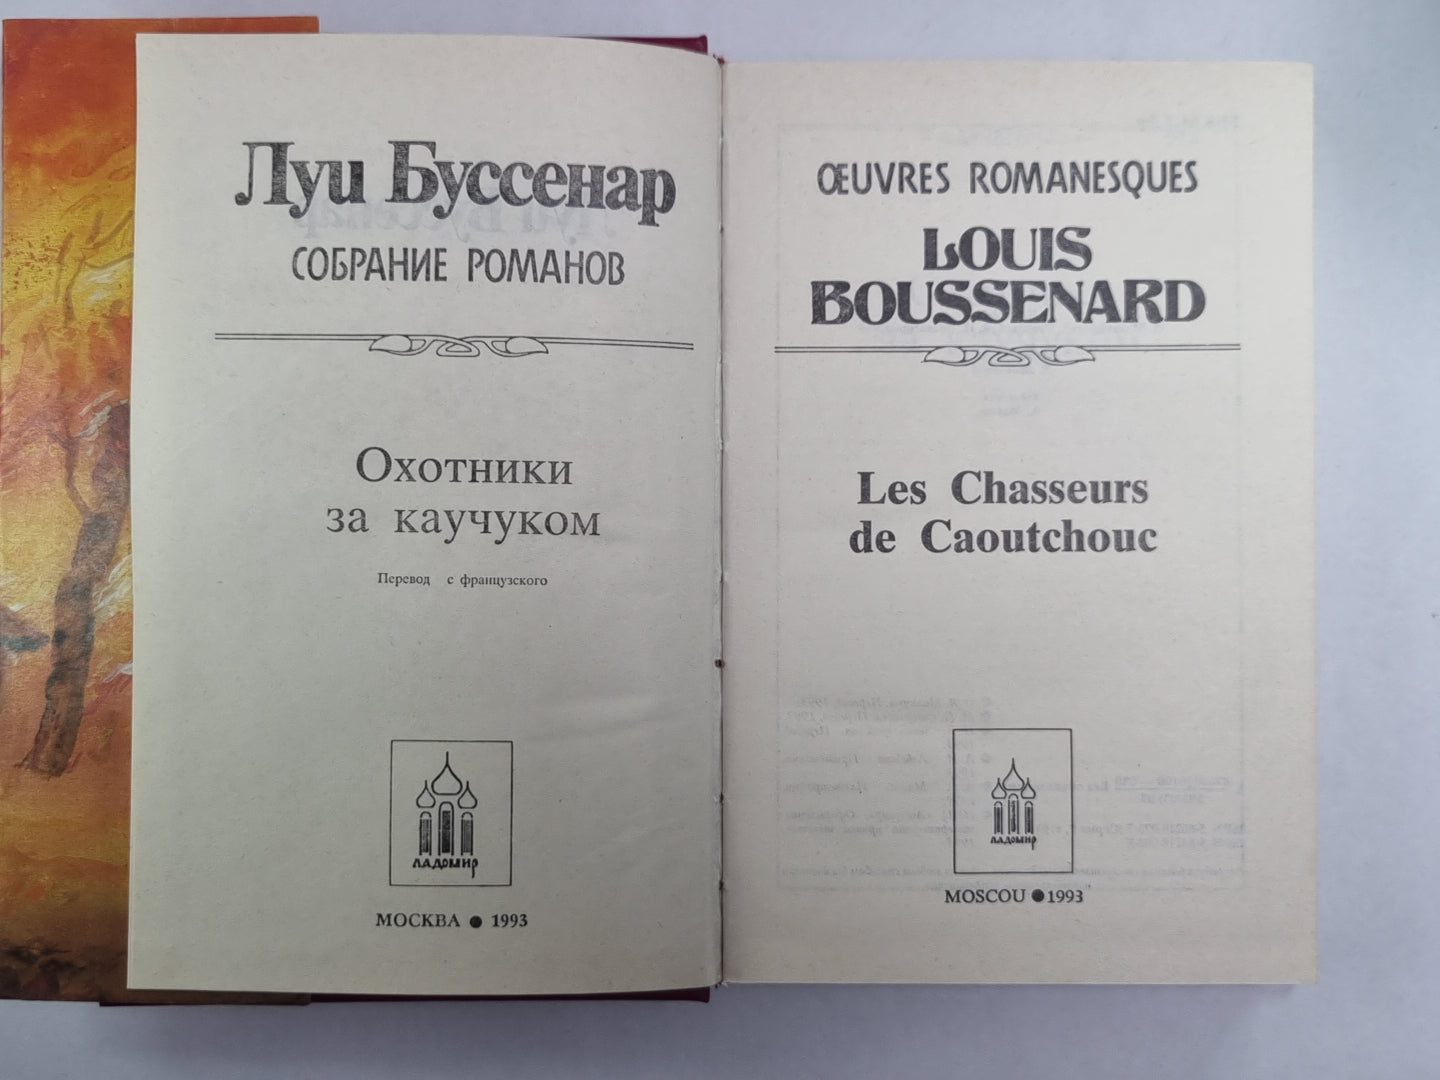 Луи Буссенар
СОБРАНИЕ РОМАНОВ
Охотники
за каучуком
Перевод с французского
ЛАДОМИР
МОСКВА ● 1993
ŒUVRES ROMANESQUES
LOUIS
BOUSSENARD
Les Chasseurs
de Caoutchouc
ЛАДОМИР
MOSCOU ● 1993